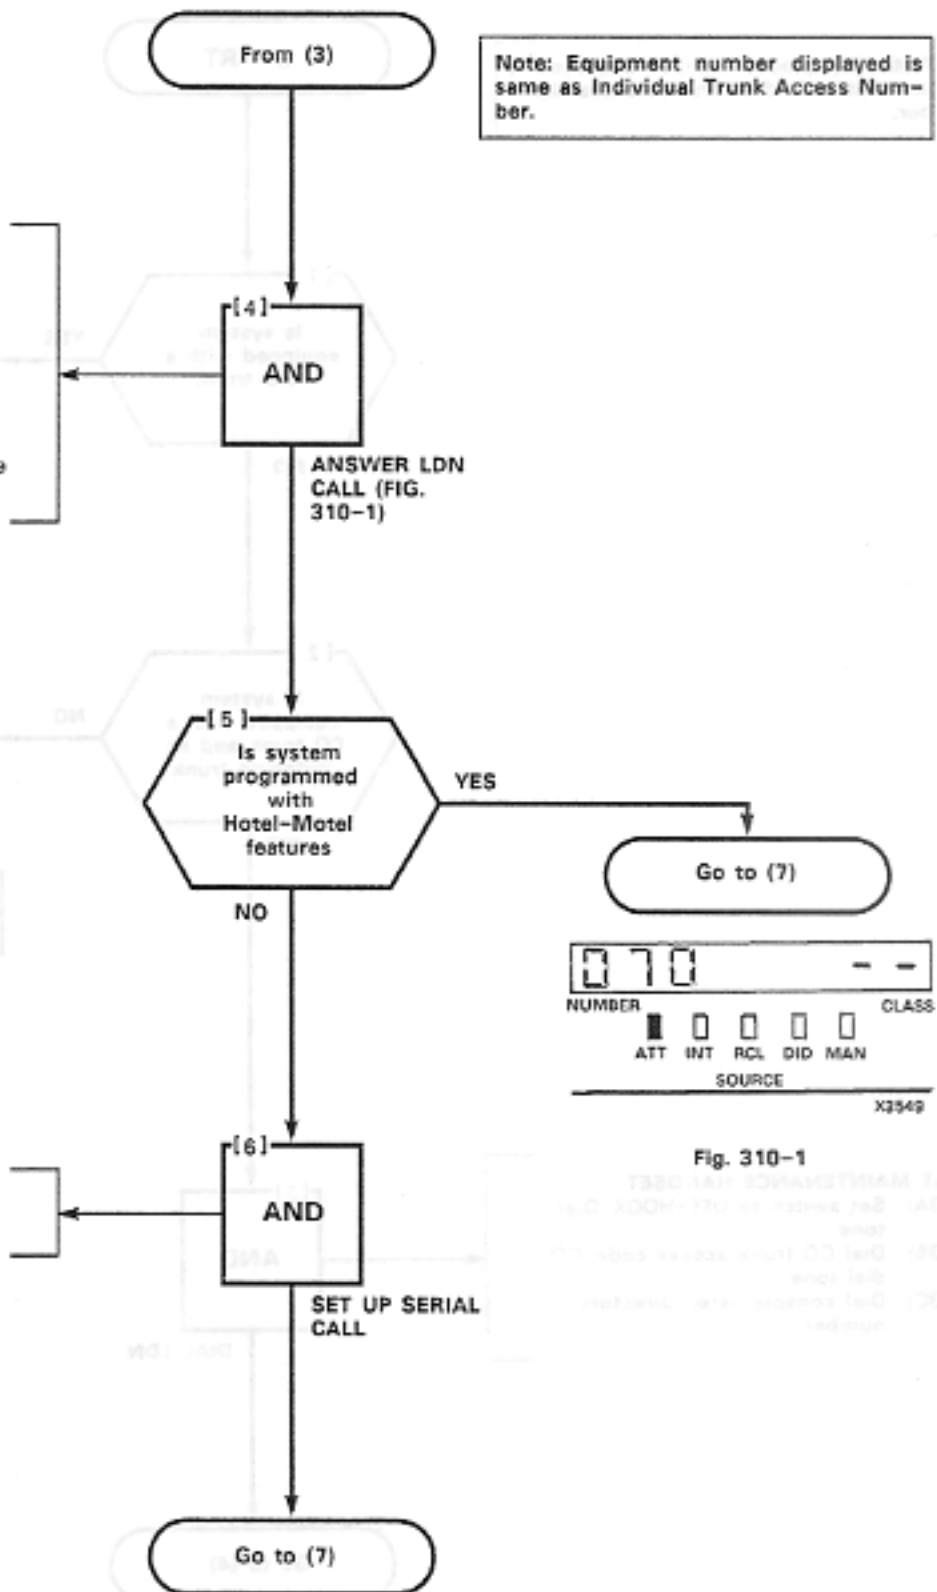 From (3)
Note: Equipment number displayed is
same as Individual Trunk Access Num-
ber.
[4]
AND
ANSWER LDN
CALL (FIG.
310-1)
[5]
Is system
programmed
with
Hotel-Motel
features
YES
Go to (7)
NO
070 - -
NUMBER CLASS
ATT INT RCL DID MAN
SOURCE
X3549
Fig. 310-1
[6]
AND
SET UP SERIAL
CALL
Go to (7)